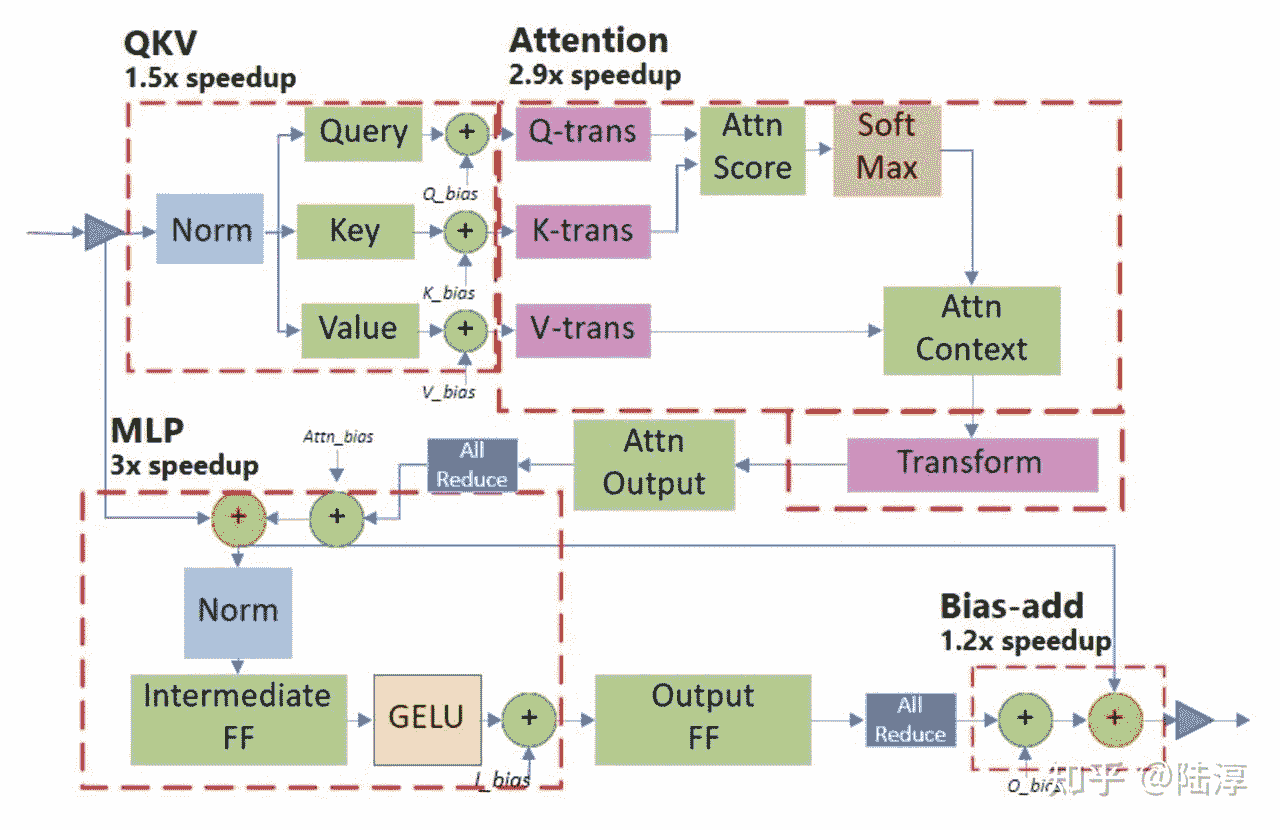 QKV
1.5x speedup
Attention
2.9x speedup
Query
+
Q_bias
Q-trans
Attn
Score
Soft
Max
Norm
Key
+
K_bias
K-trans
Value
+
V_bias
V-trans
Attn
Context
MLP
3x speedup
Attn_bias
All
Reduce
Attn
Output
Transform
+
+
Norm
Bias-add
1.2x speedup
Intermediate
FF
GELU
+
I_bias
Output
FF
All
Reduce
+
+
O_bias
知乎 @陆淳